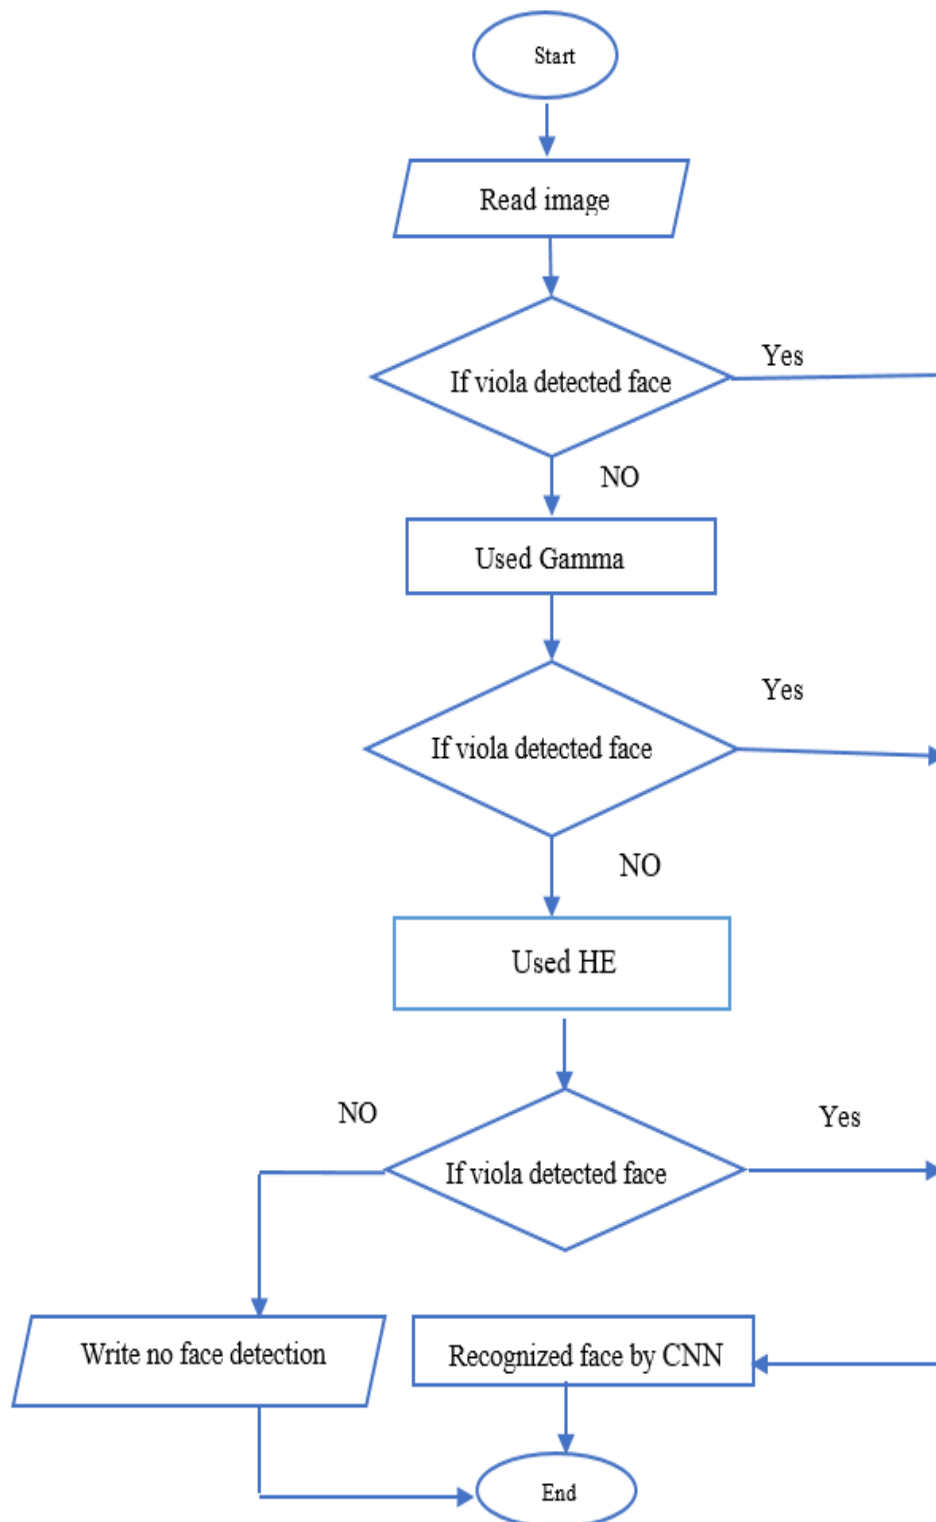 Start
Read image
If viola detected face
Yes
NO
Used Gamma
If viola detected face
Yes
NO
Used HE
If viola detected face
NO
Yes
Write no face detection
Recognized face by CNN
End